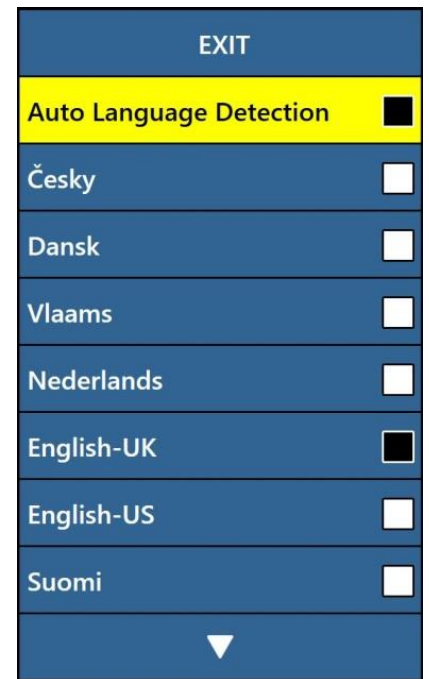 EXIT
Auto Language Detection
Česky
Dansk
Vlaams
Nederlands
English-UK
English-US
Suomi